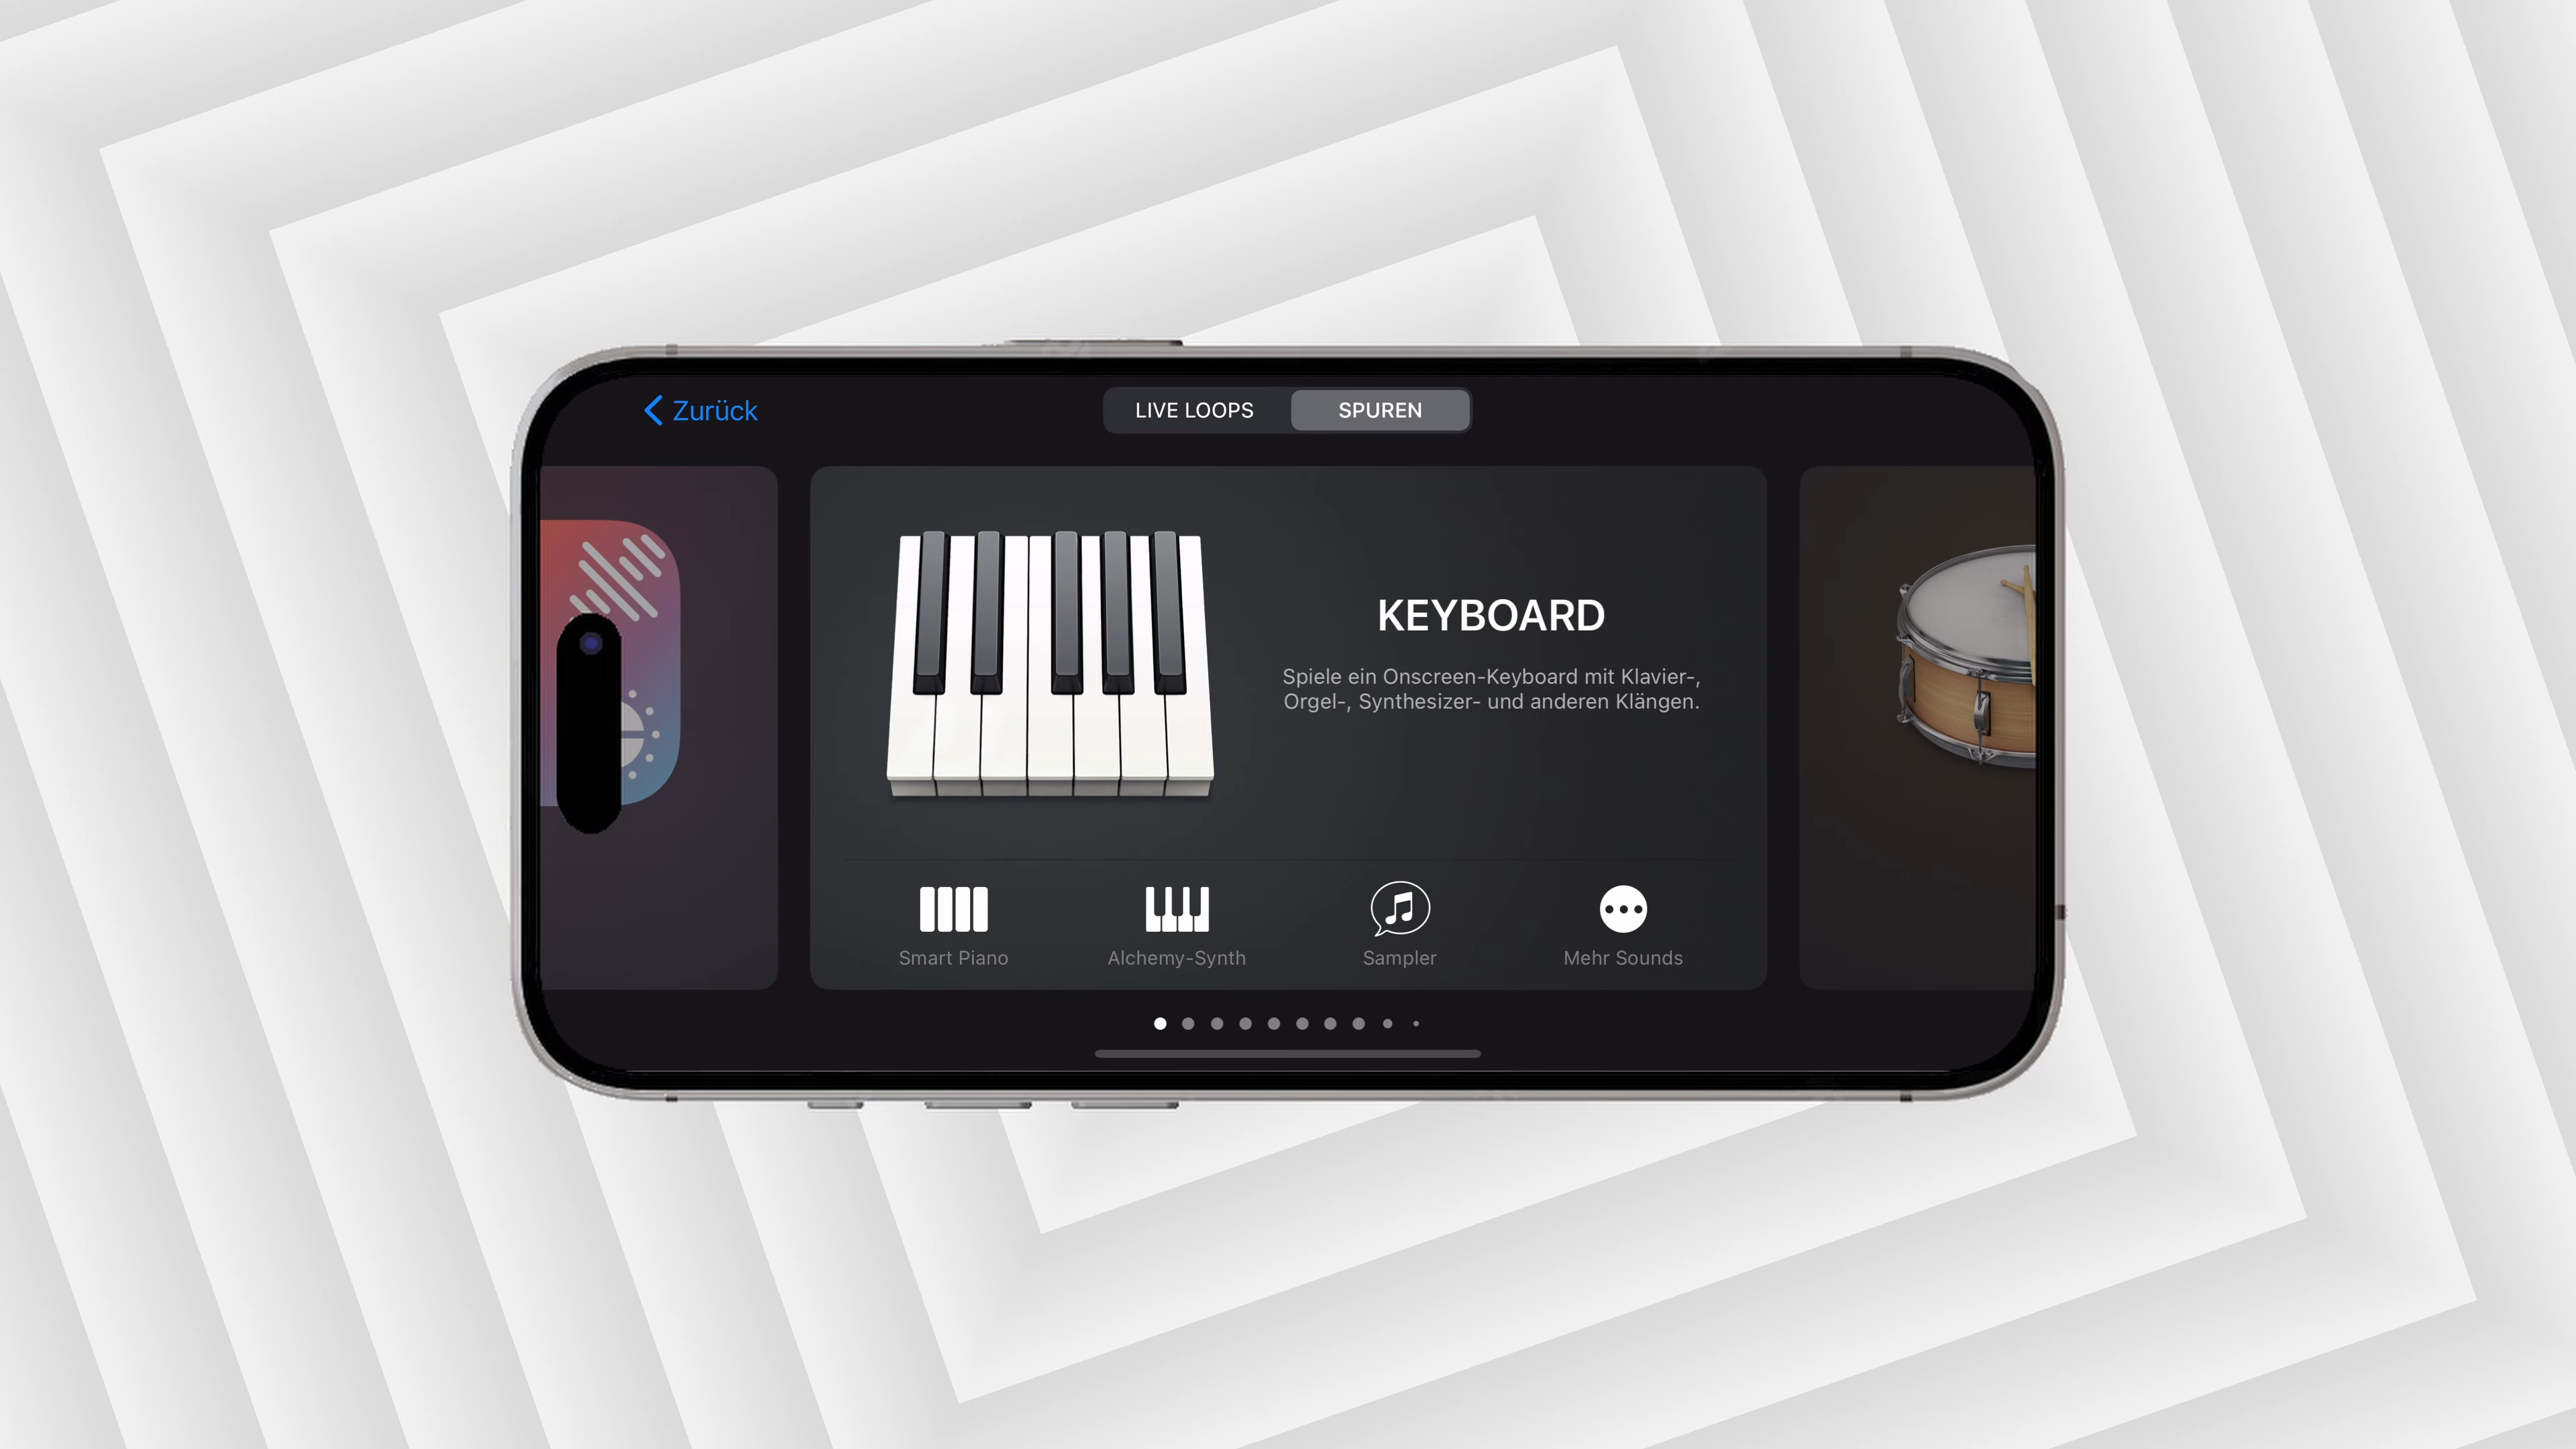 Zurück
LIVE LOOPS
SPUREN
KEYBOARD
Spiele ein Onscreen-Keyboard mit Klavier-,
Orgel-, Synthesizer- und anderen Klängen.
Smart Piano
Alchemy-Synth
Sampler
Mehr Sounds